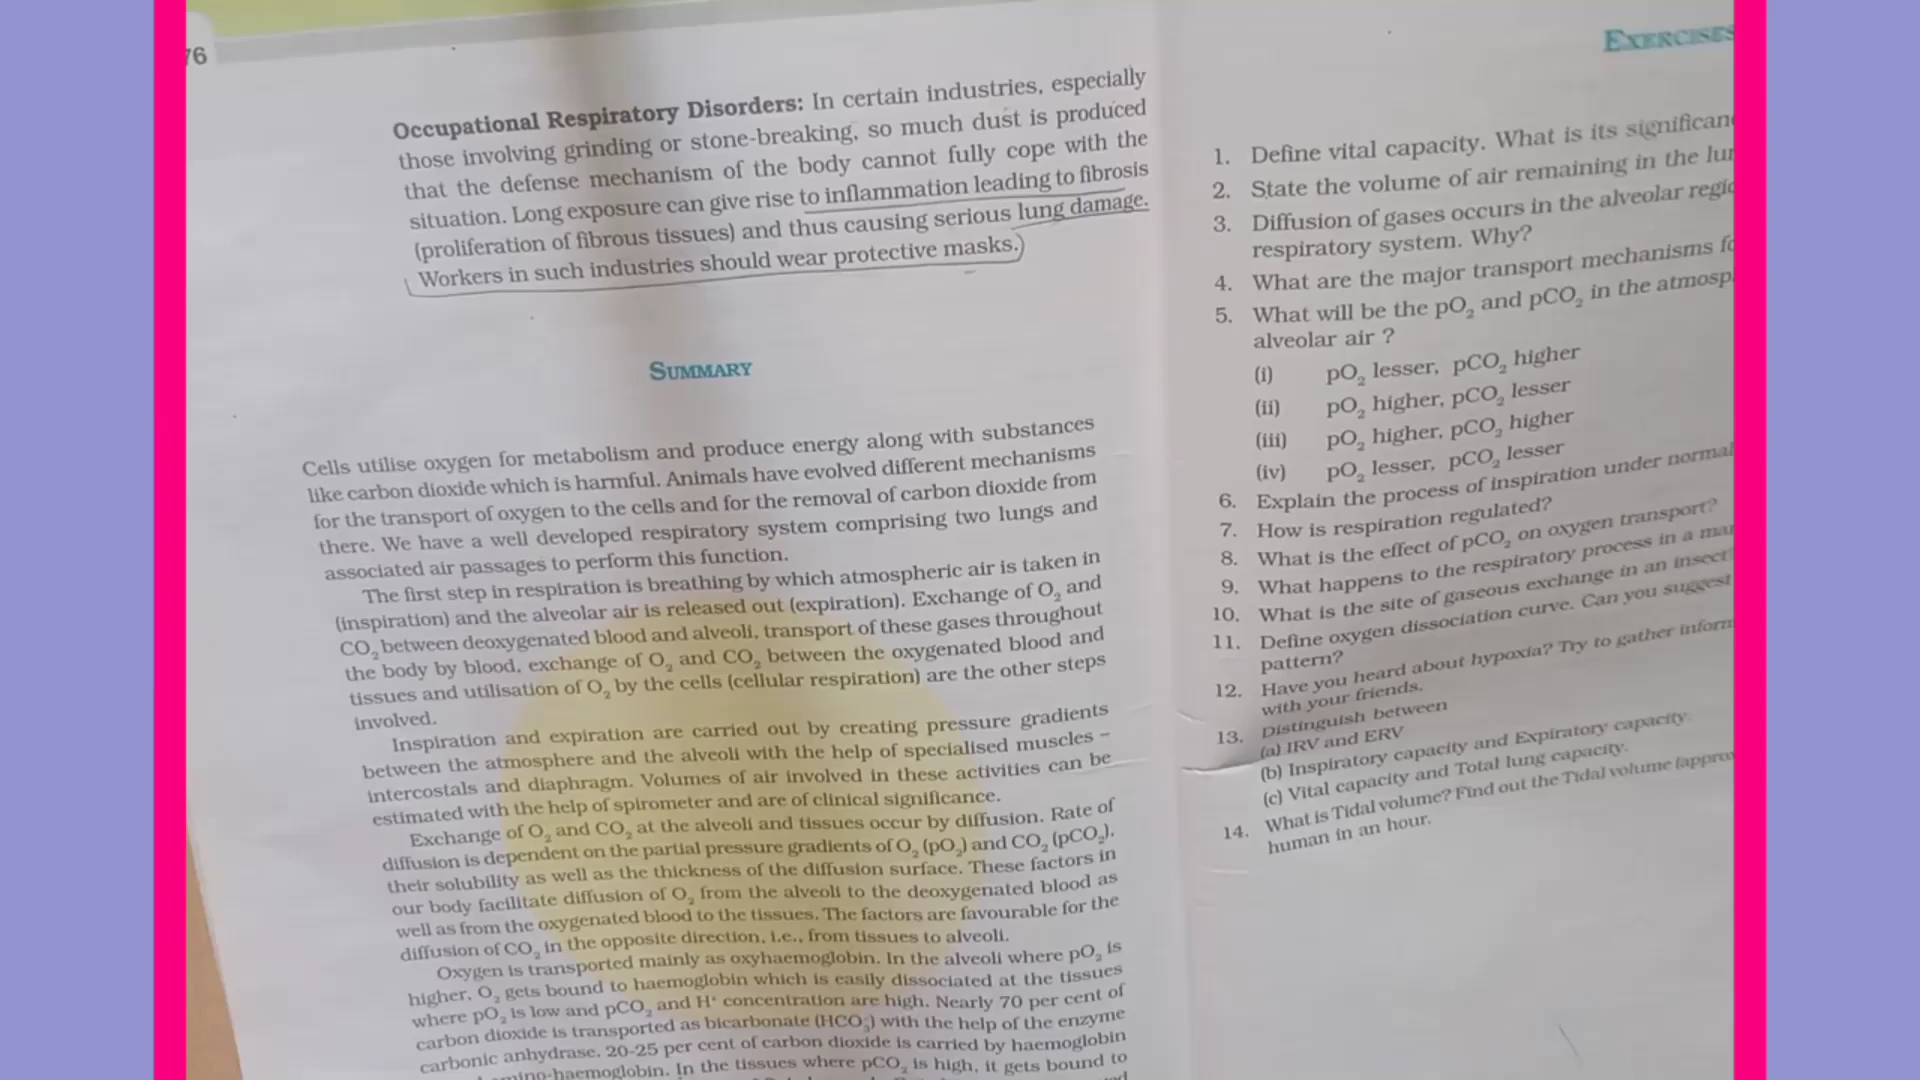 76
Occupational Respiratory Disorders: In certain industries, especially
those involving grinding or stone-breaking, so much dust is produced
that the defense mechanism of the body cannot fully cope with the
situation. Long exposure can give rise to inflammation leading to fibrosis
(proliferation of fibrous tissues) and thus causing serious lung damage.
Workers in such industries should wear protective masks.
SUMMARY
Cells utilise oxygen for metabolism and produce energy along with substances
like carbon dioxide which is harmful. Animals have evolved different mechanisms
for the transport of oxygen to the cells and for the removal of carbon dioxide from
there. We have a well developed respiratory system comprising two lungs and
associated air passages to perform this function.
The first step in respiration is breathing by which atmospheric air is taken in
(inspiration) and the alveolar air is released out (expiration). Exchange of O₂ and
CO₂ between deoxygenated blood and alveoli, transport of these gases throughout
the body by blood, exchange of O₂ and CO₂ between the oxygenated blood and
tissues and utilisation of O₂ by the cells (cellular respiration) are the other steps
involved.
Inspiration and expiration are carried out by creating pressure gradients
between the atmosphere and the alveoli with the help of specialised muscles –
intercostals and diaphragm. Volumes of air involved in these activities can be
estimated with the help of spirometer and are of clinical significance.
Exchange of O₂ and CO₂ at the alveoli and tissues occur by diffusion. Rate of
diffusion is dependent on the partial pressure gradients of O₂ (pO₂) and CO₂ (pCO₂),
their solubility as well as the thickness of the diffusion surface. These factors in
our body facilitate diffusion of O₂ from the alveoli to the deoxygenated blood as
well as from the oxygenated blood to the tissues. The factors are favourable for the
diffusion of CO₂ in the opposite direction, i.e., from tissues to alveoli.
Oxygen is transported mainly as oxyhaemoglobin. In the alveoli where pO₂ is
higher, O₂ gets bound to haemoglobin which is easily dissociated at the tissues
where pO₂ is low and pCO₂ and H⁺ concentration are high. Nearly 70 per cent of
carbon dioxide is transported as bicarbonate (HCO₃⁻) with the help of the enzyme
carbonic anhydrase. 20-25 per cent of carbon dioxide is carried by haemoglobin
mino-haemoglobin. In the tissues where pCO₂ is high, it gets bound to
EXERCISES
1. Define vital capacity. What is its significan
2. State the volume of air remaining in the lu
3. Diffusion of gases occurs in the alveolar regi
respiratory system. Why?
4. What are the major transport mechanisms f
5. What will be the pO₂ and pCO₂ in the atmosp
alveolar air ?
(i) pO₂ lesser, pCO₂ higher
(ii) pO₂ higher, pCO₂ lesser
(iii) pO₂ higher, pCO₂ higher
(iv) pO₂ lesser, pCO₂ lesser
6. Explain the process of inspiration under normal
7. How is respiration regulated?
8. What is the effect of pCO₂ on oxygen transport?
9. What happens to the respiratory process in a ma
10. What is the site of gaseous exchange in an insect?
11. Define oxygen dissociation curve. Can you suggest
pattern?
12. Have you heard about hypoxia? Try to gather inform
with your friends.
13. Distinguish between
(a) IRV and ERV
(b) Inspiratory capacity and Expiratory capacity.
(c) Vital capacity and Total lung capacity.
14. What is Tidal volume? Find out the Tidal volume (approx
human in an hour.